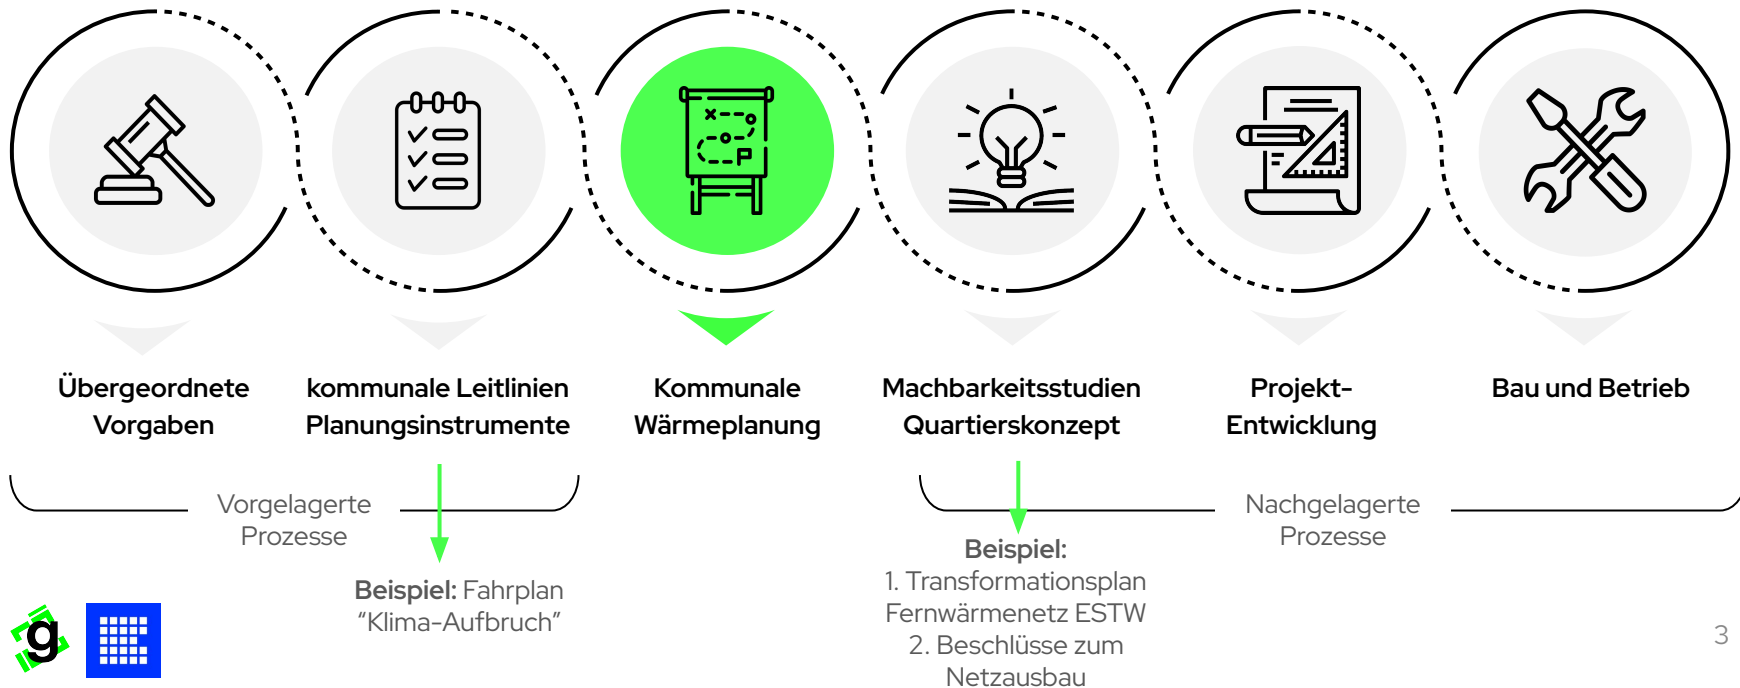 Übergeordnete
Vorgaben
kommunale Leitlinien
Planungsinstrumente
Kommunale
Wärmeplanung
Machbarkeitsstudien
Quartierskonzept
Projekt-
Entwicklung
Bau und Betrieb
Vorgelagerte
Prozesse
Nachgelagerte
Prozesse
Beispiel: Fahrplan
“Klima-Aufbruch”
Beispiel:
1. Transformationsplan
Fernwärmenetz ESTW
2. Beschlüsse zum
Netzausbau
g
3